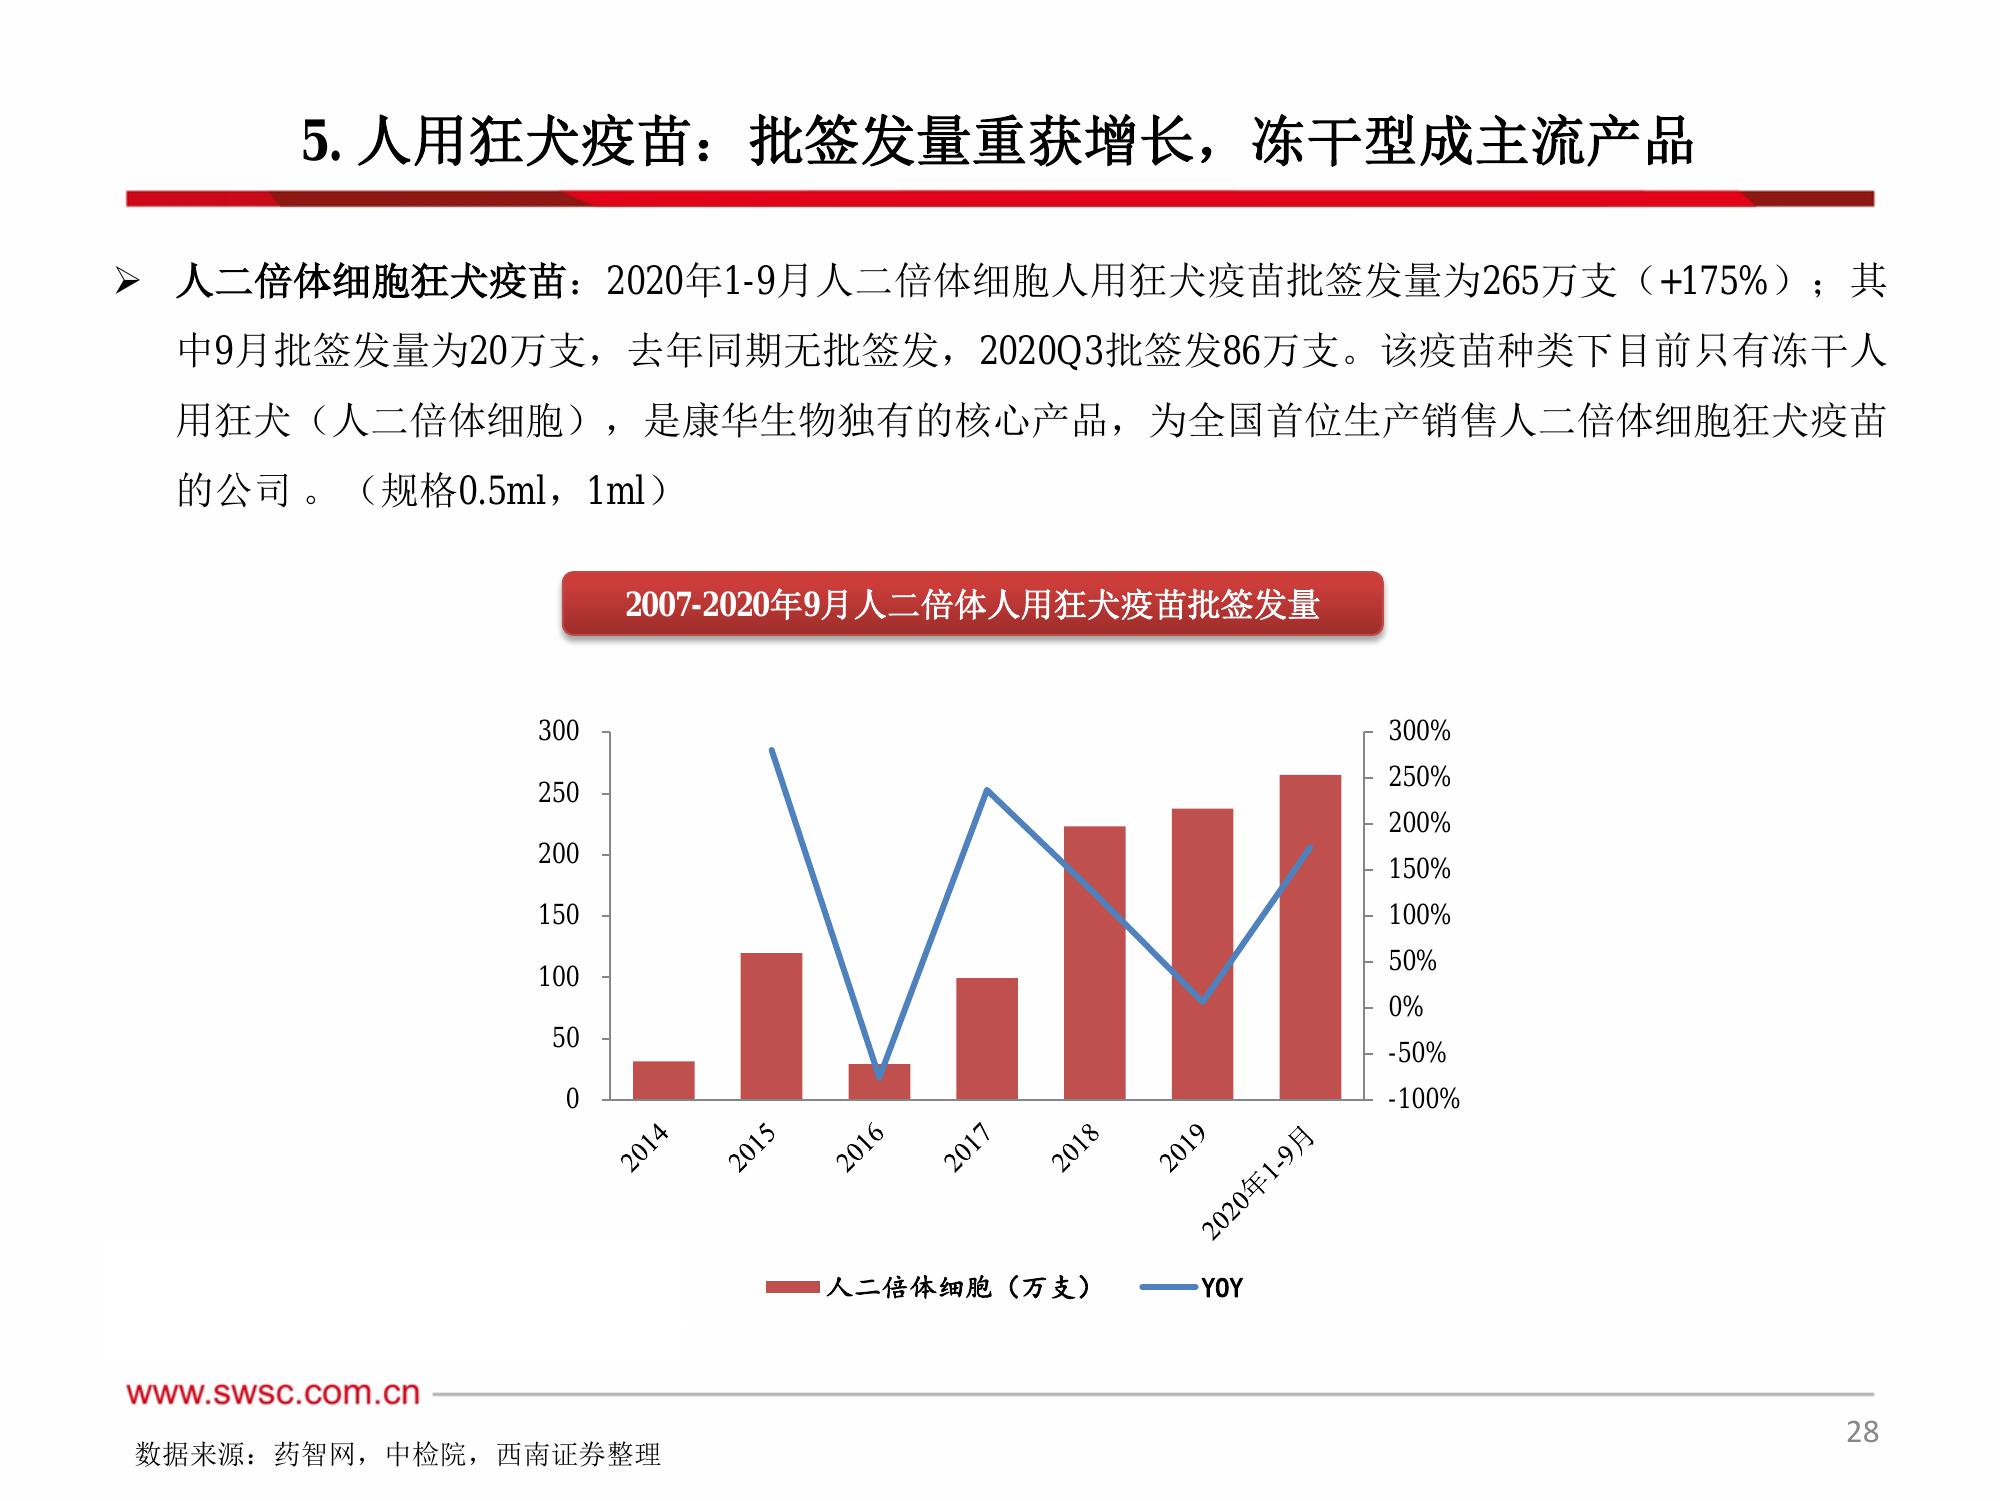 5. 人用狂犬疫苗：批签发量重获增长，冻干型成主流产品
➢ 人二倍体细胞狂犬疫苗：2020年1-9月人二倍体细胞人用狂犬疫苗批签发量为265万支（+175%）；其
中9月批签发量为20万支，去年同期无批签发，2020Q3批签发86万支。该疫苗种类下目前只有冻干人
用狂犬（人二倍体细胞），是康华生物独有的核心产品，为全国首位生产销售人二倍体细胞狂犬疫苗
的公司 。（规格0.5ml，1ml）
2007-2020年9月人二倍体人用狂犬疫苗批签发量
300 300%
250 250%
200 200%
150 150%
100 100%
50 50%
0 0%
-50%
-100%
2014 2015 2016 2017 2018 2019 2020年1-9月
人二倍体细胞（万支） YOY
www.swsc.com.cn
28
数据来源：药智网，中检院，西南证券整理